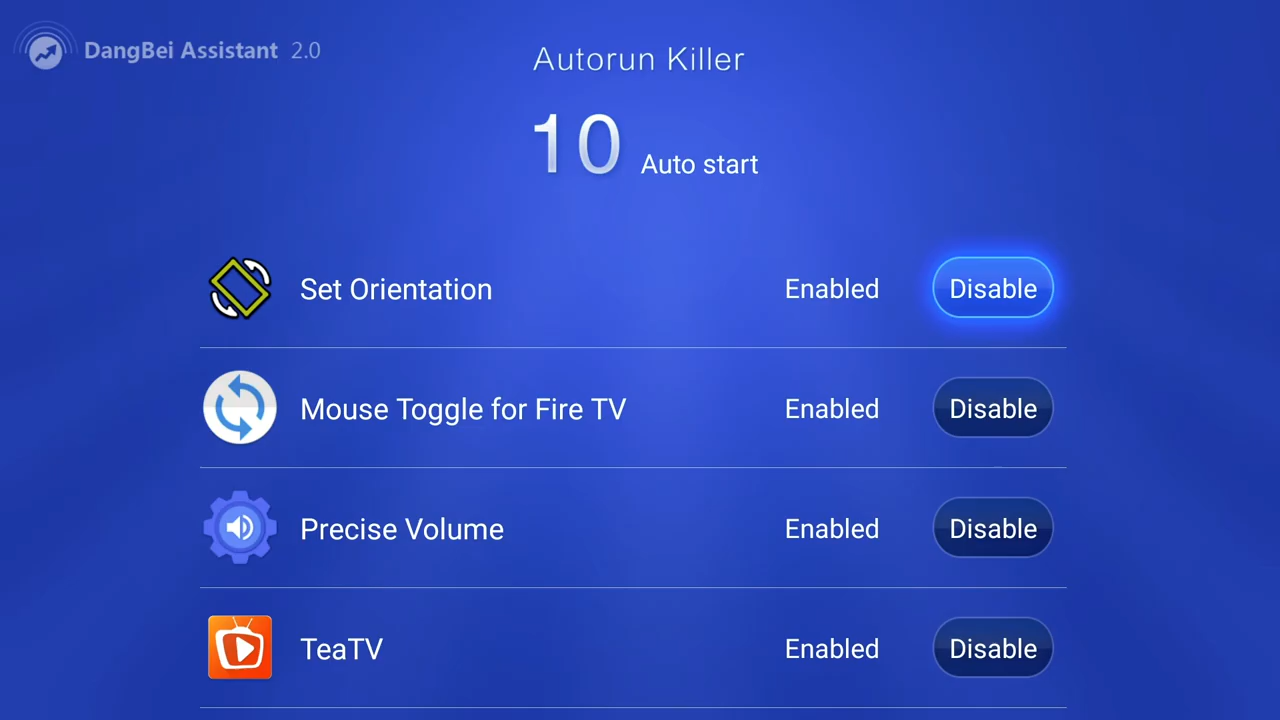 DangBei Assistant 2.0
Autorun Killer
10 Auto start
Set Orientation Enabled Disable
Mouse Toggle for Fire TV Enabled Disable
Precise Volume Enabled Disable
TeaTV Enabled Disable